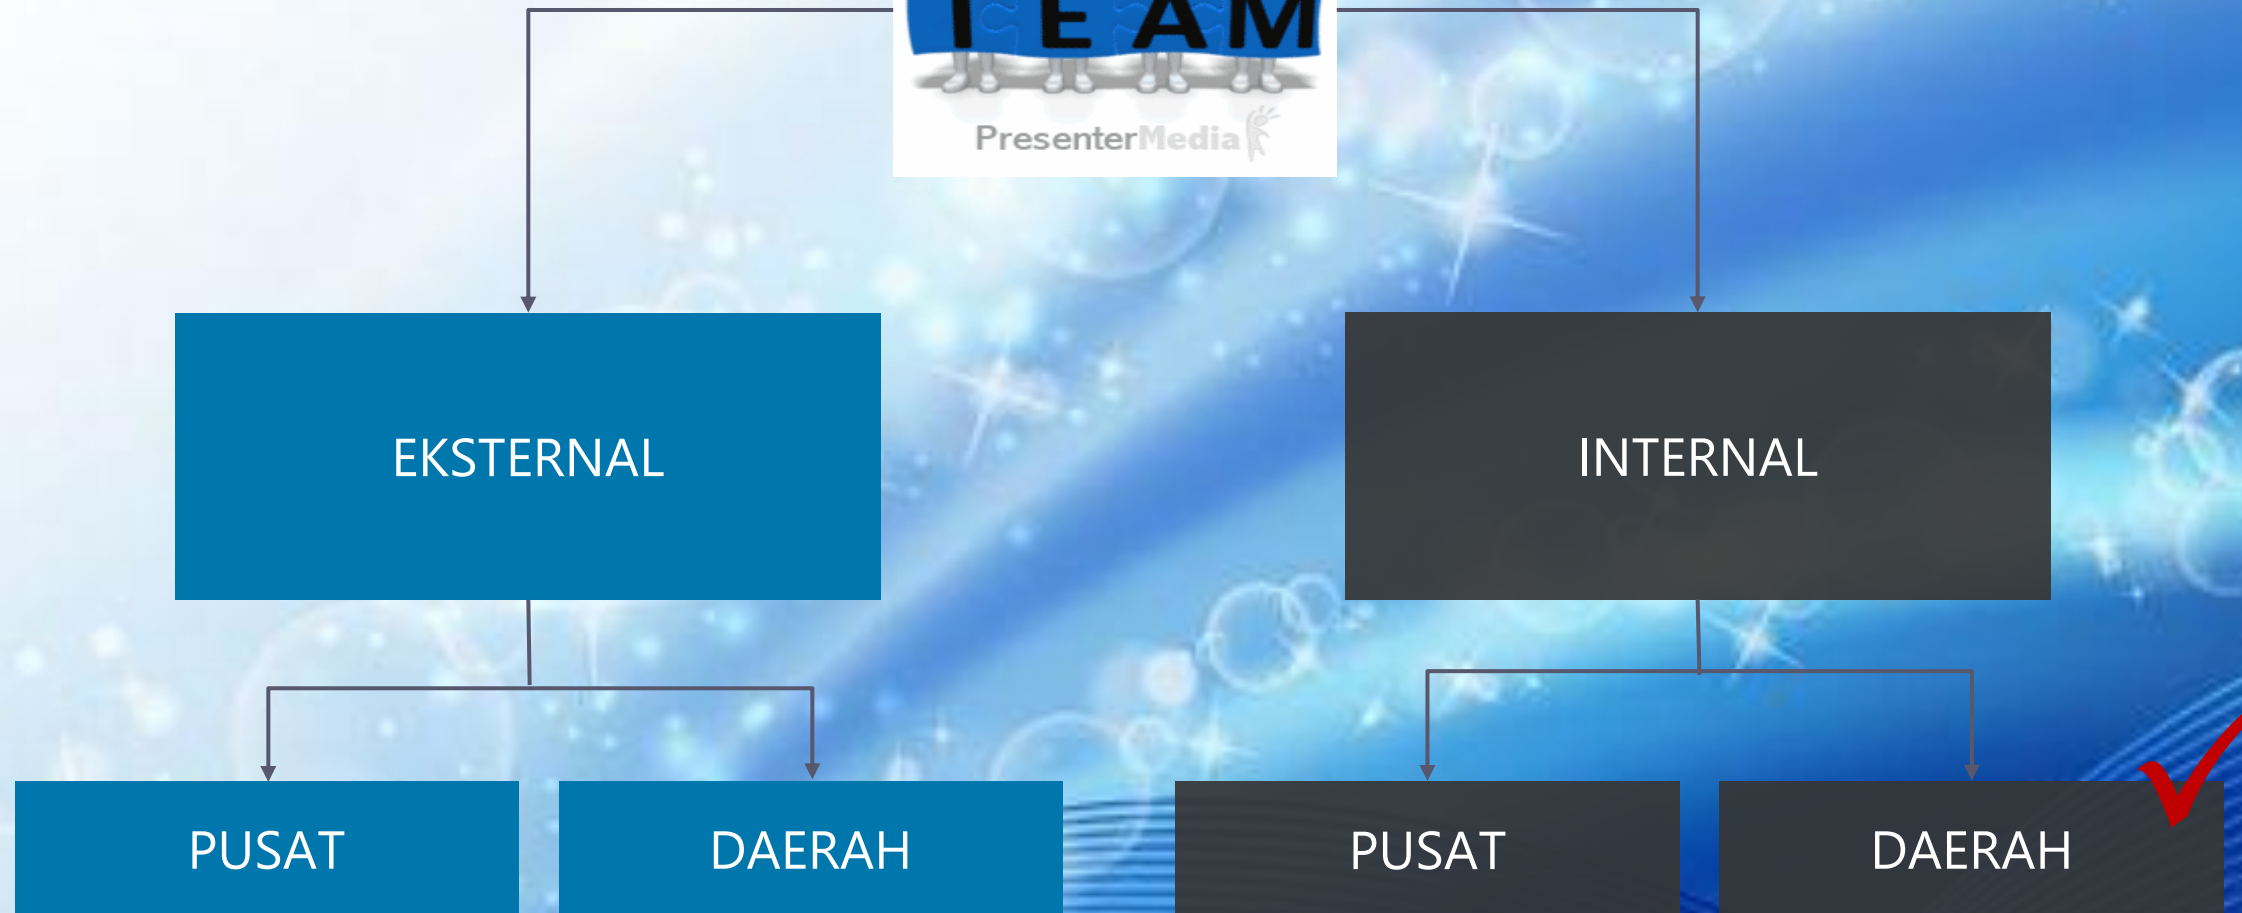 TEAM
PresenterMedia
EKSTERNAL
INTERNAL
PUSAT
DAERAH
PUSAT
DAERAH